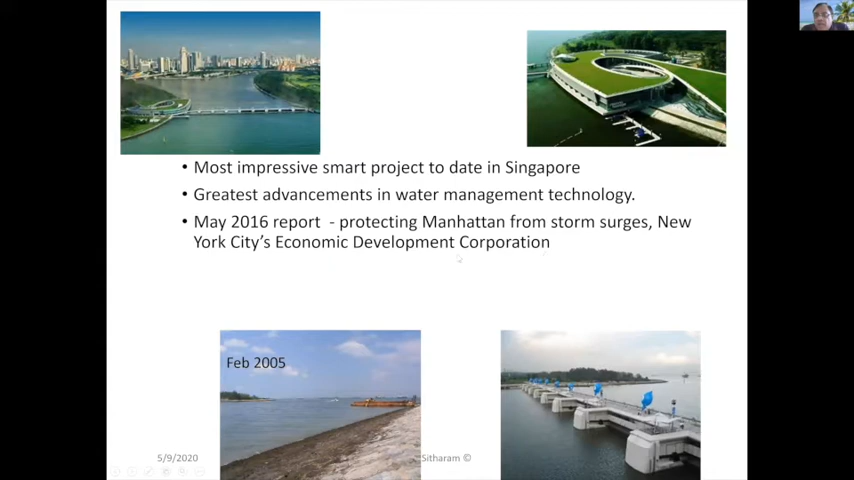 • Most impressive smart project to date in Singapore
• Greatest advancements in water management technology.
• May 2016 report - protecting Manhattan from storm surges, New
York City's Economic Development Corporation
Feb 2005
5/9/2020
Sitharam ©